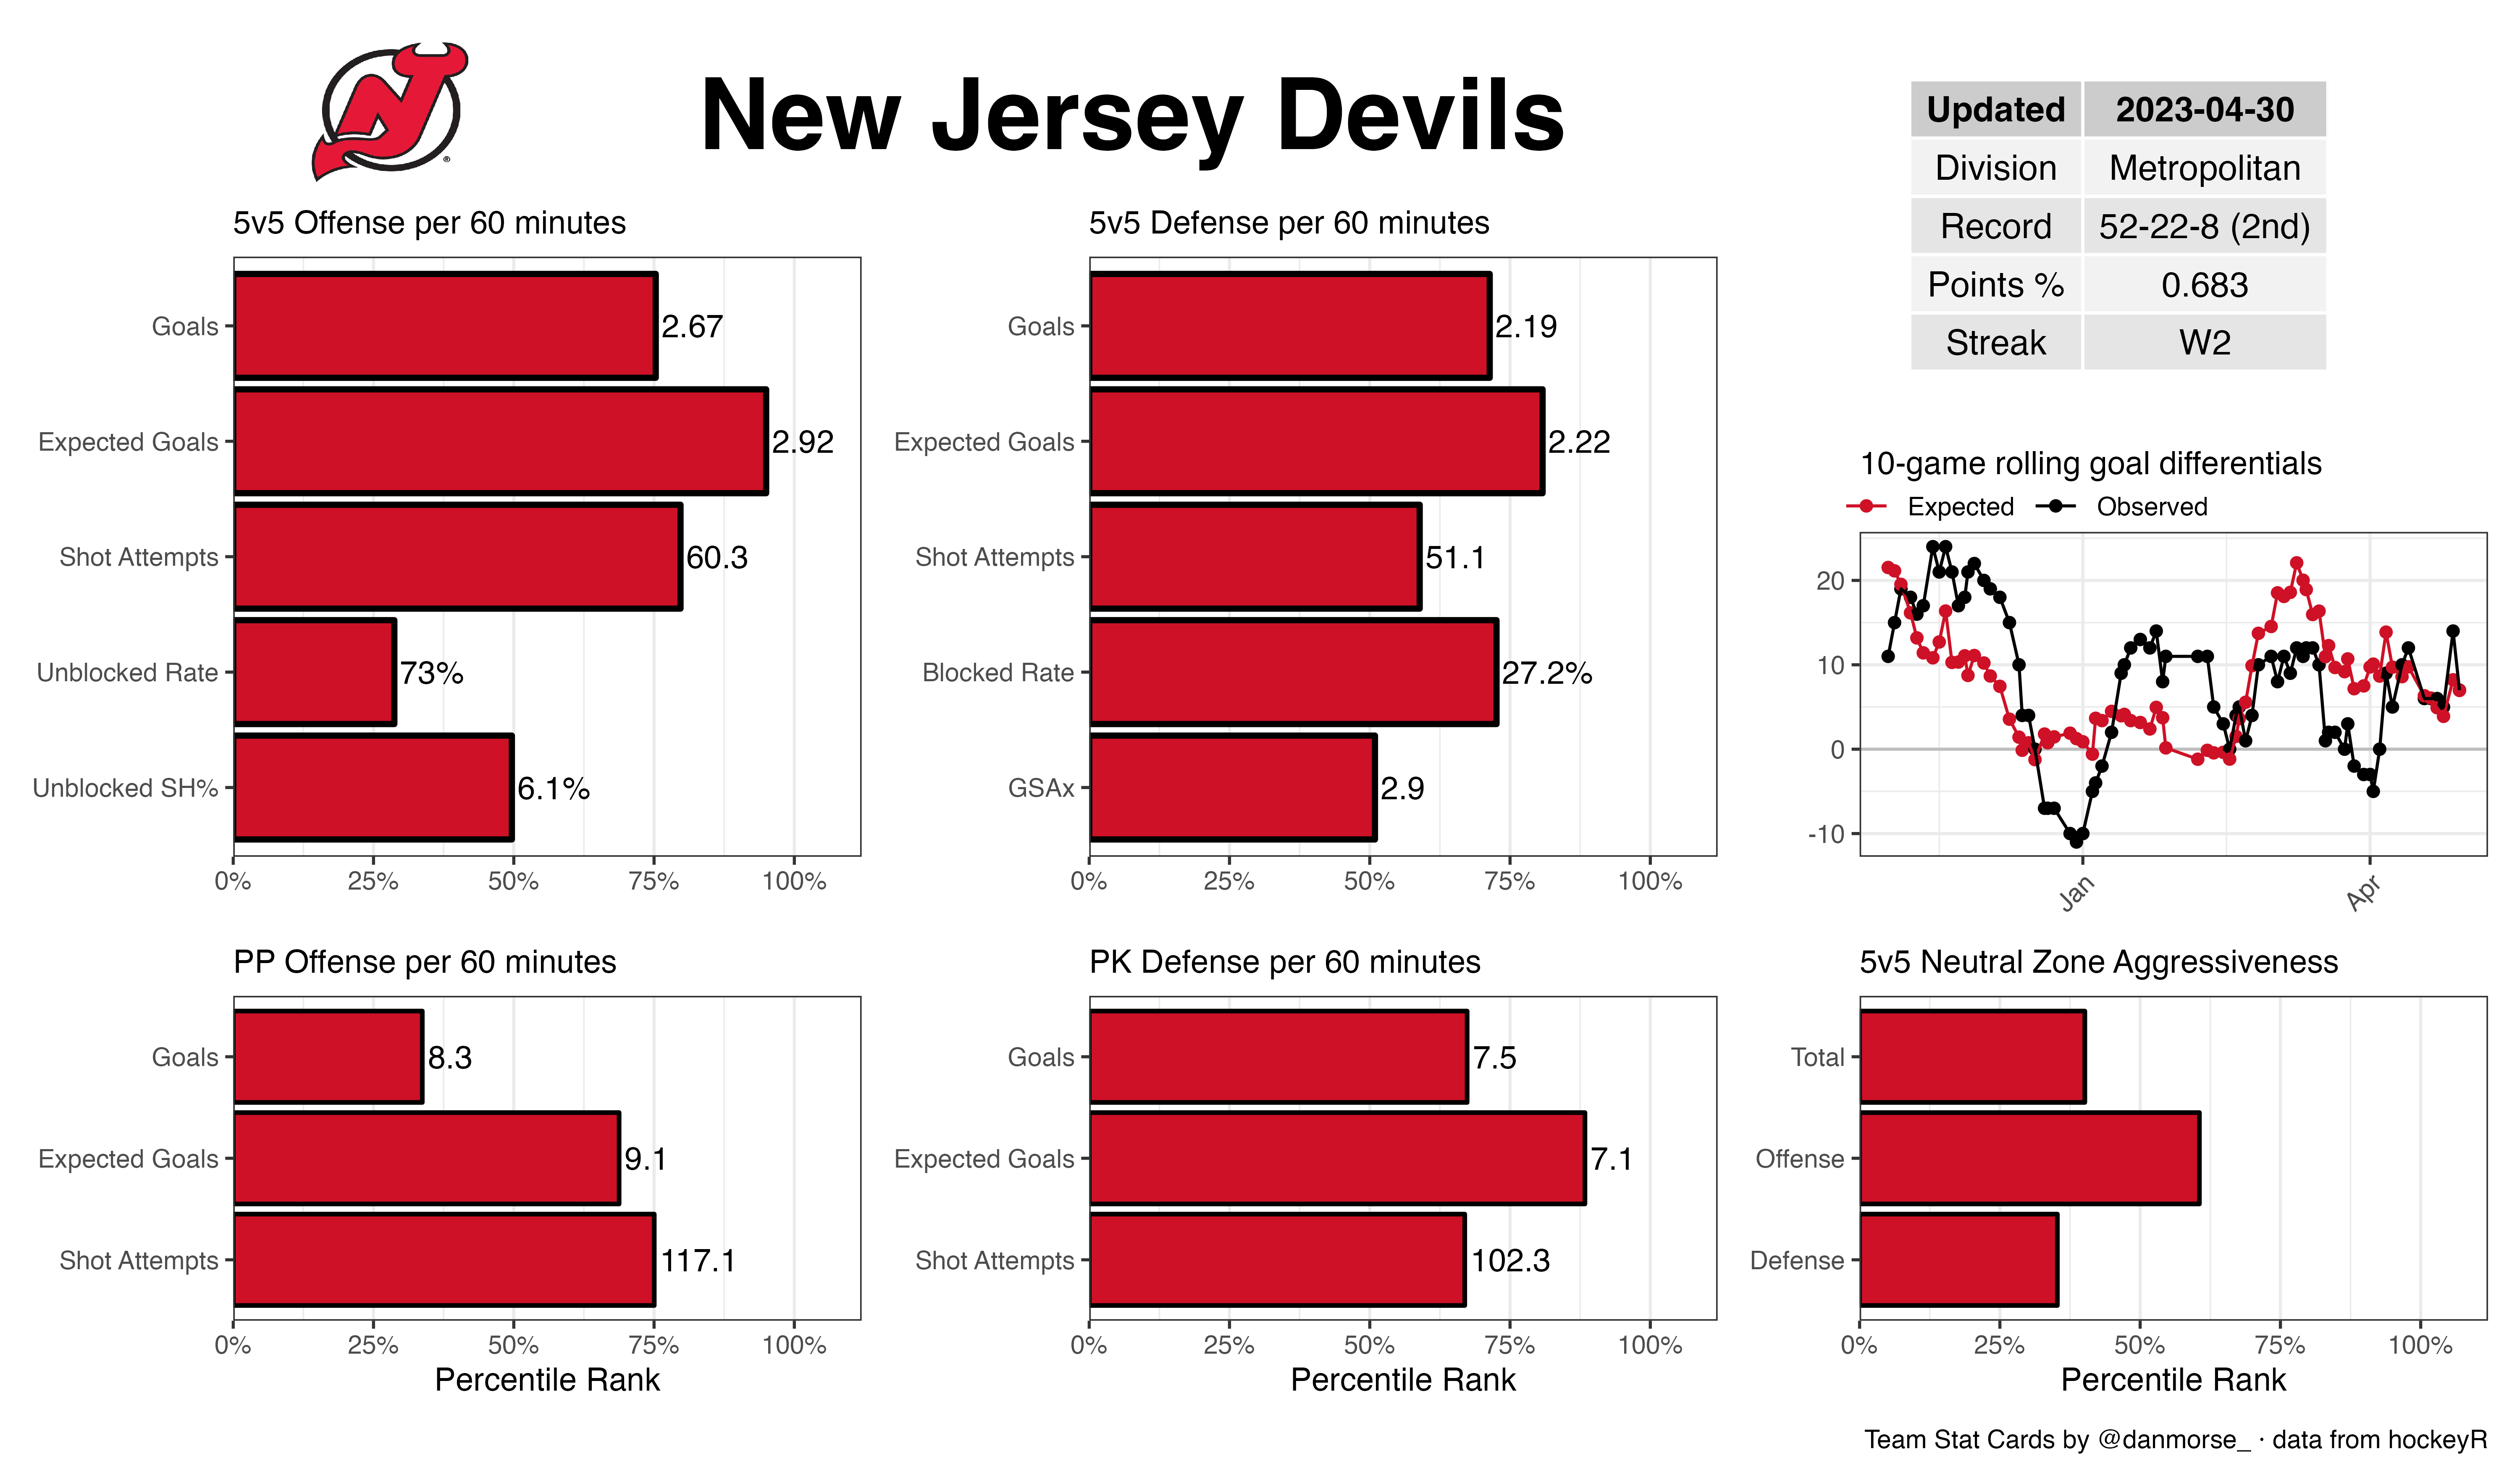 New Jersey Devils
Updated 2023-04-30
Division Metropolitan
Record 52-22-8 (2nd)
Points % 0.683
Streak W2
5v5 Offense per 60 minutes
Goals 2.67
Expected Goals 2.92
Shot Attempts 60.3
Unblocked Rate 73%
Unblocked SH% 6.1%
0% 25% 50% 75% 100%
5v5 Defense per 60 minutes
Goals 2.19
Expected Goals 2.22
Shot Attempts 51.1
Blocked Rate 27.2%
GSAx 2.9
0% 25% 50% 75% 100%
10-game rolling goal differentials
Expected Observed
20
10
0
-10
Jan Apr
PP Offense per 60 minutes
Goals 8.3
Expected Goals 9.1
Shot Attempts 117.1
0% 25% 50% 75% 100%
Percentile Rank
PK Defense per 60 minutes
Goals 7.5
Expected Goals 7.1
Shot Attempts 102.3
0% 25% 50% 75% 100%
Percentile Rank
5v5 Neutral Zone Aggressiveness
Total
Offense
Defense
0% 25% 50% 75% 100%
Percentile Rank
Team Stat Cards by @danmorse_ · data from hockeyR